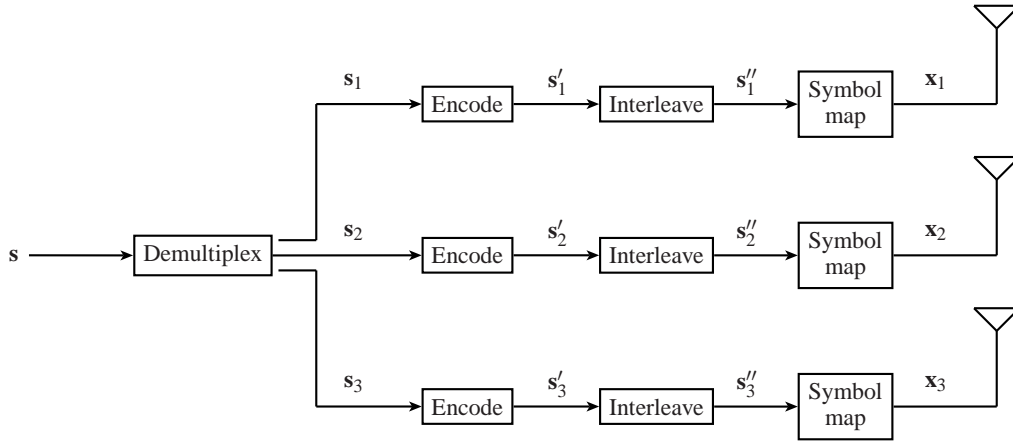 s₁
Encode
s′₁
Interleave
s″₁
Symbol
map
x₁
s
Demultiplex
s₂
Encode
s′₂
Interleave
s″₂
Symbol
map
x₂
s₃
Encode
s′₃
Interleave
s″₃
Symbol
map
x₃